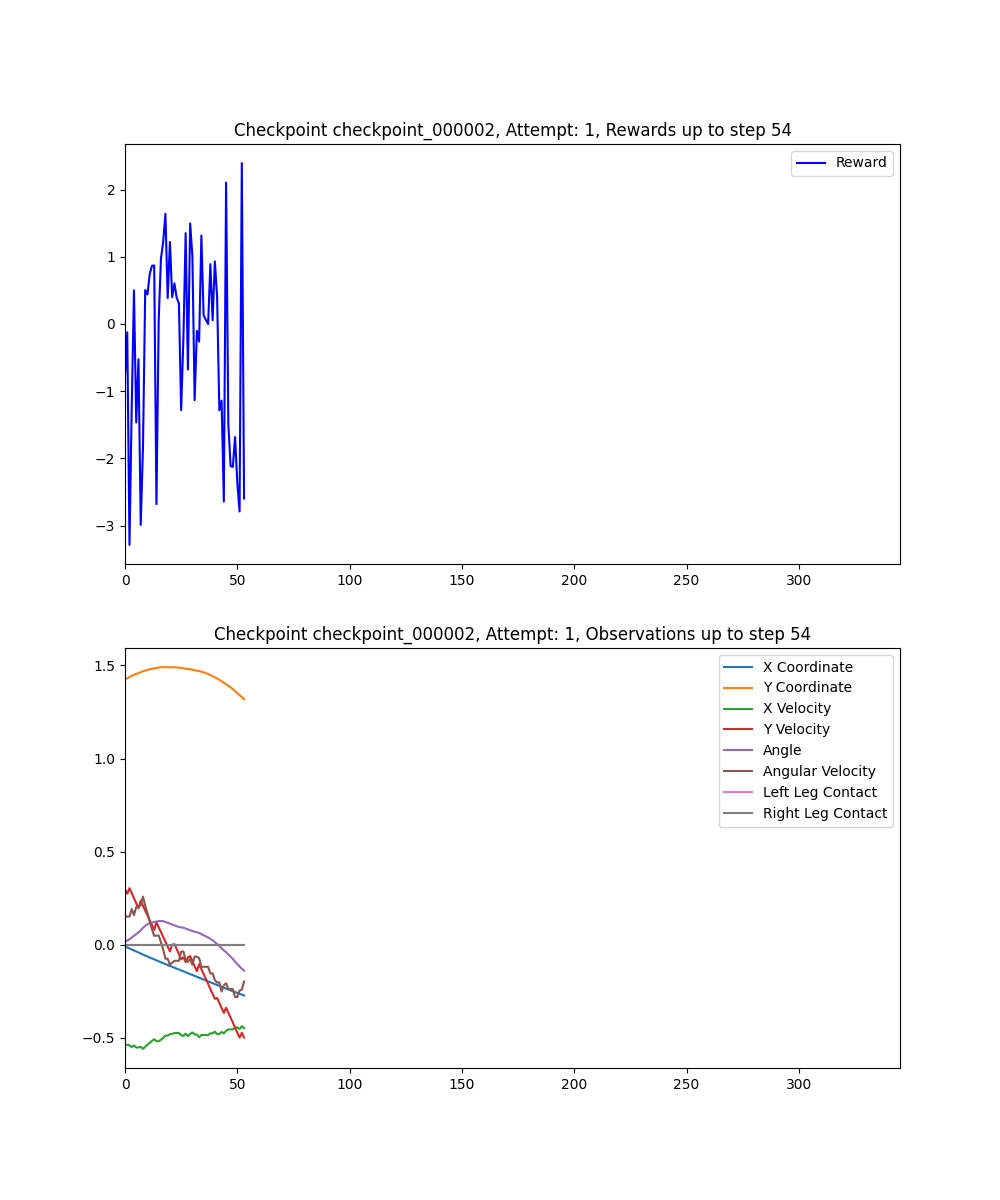 Checkpoint checkpoint_000002, Attempt: 1, Rewards up to step 54
Reward
2
1
0
−1
−2
−3
0
50
100
150
200
250
300
Checkpoint checkpoint_000002, Attempt: 1, Observations up to step 54
X Coordinate
Y Coordinate
X Velocity
Y Velocity
Angle
Angular Velocity
Left Leg Contact
Right Leg Contact
1.5
1.0
0.5
0.0
−0.5
0
50
100
150
200
250
300